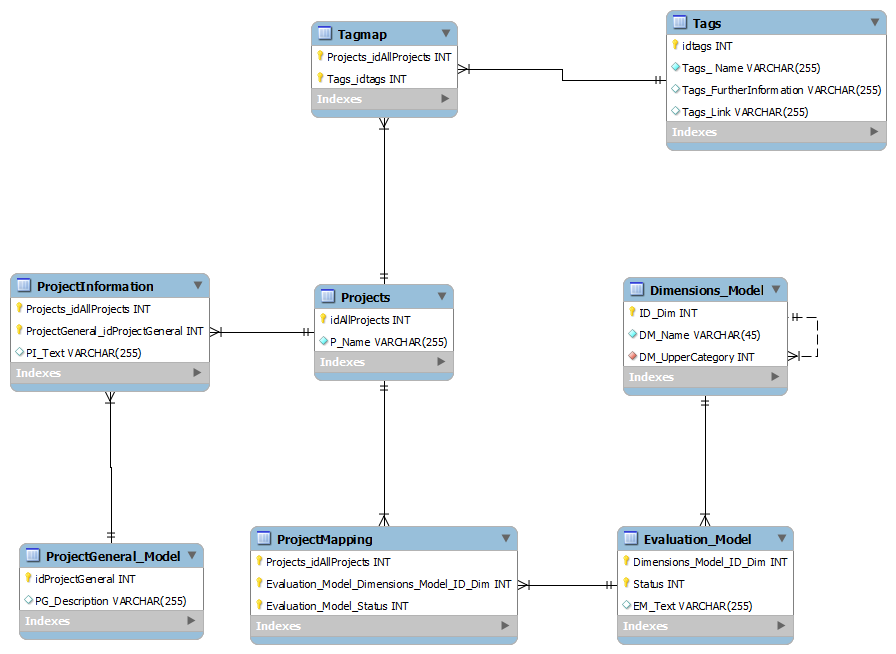 Tagmap
Projects_idAllProjects INT
Tags_idtags INT
Indexes
Tags
idtags INT
Tags_ Name VARCHAR(255)
Tags_FurtherInformation VARCHAR(255)
Tags_Link VARCHAR(255)
Indexes
ProjectInformation
Projects_idAllProjects INT
ProjectGeneral_idProjectGeneral INT
PI_Text VARCHAR(255)
Indexes
Projects
idAllProjects INT
P_Name VARCHAR(255)
Indexes
Dimensions_Model
ID_Dim INT
DM_Name VARCHAR(45)
DM_UpperCategory INT
Indexes
ProjectGeneral_Model
idProjectGeneral INT
PG_Description VARCHAR(255)
Indexes
ProjectMapping
Projects_idAllProjects INT
Evaluation_Model_Dimensions_Model_ID_Dim INT
Evaluation_Model_Status INT
Indexes
Evaluation_Model
Dimensions_Model_ID_Dim INT
Status INT
EM_Text VARCHAR(255)
Indexes